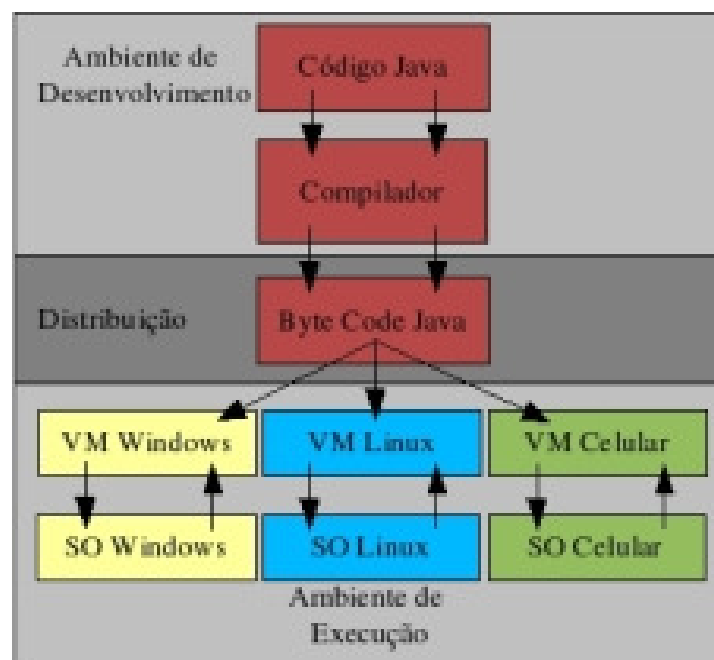 Ambiente de
Desenvolvimento
Código Java
Compilador
Distribuição
Byte Code Java
VM Windows
VM Linux
VM Celular
SO Windows
SO Linux
SO Celular
Ambiente de
Execução